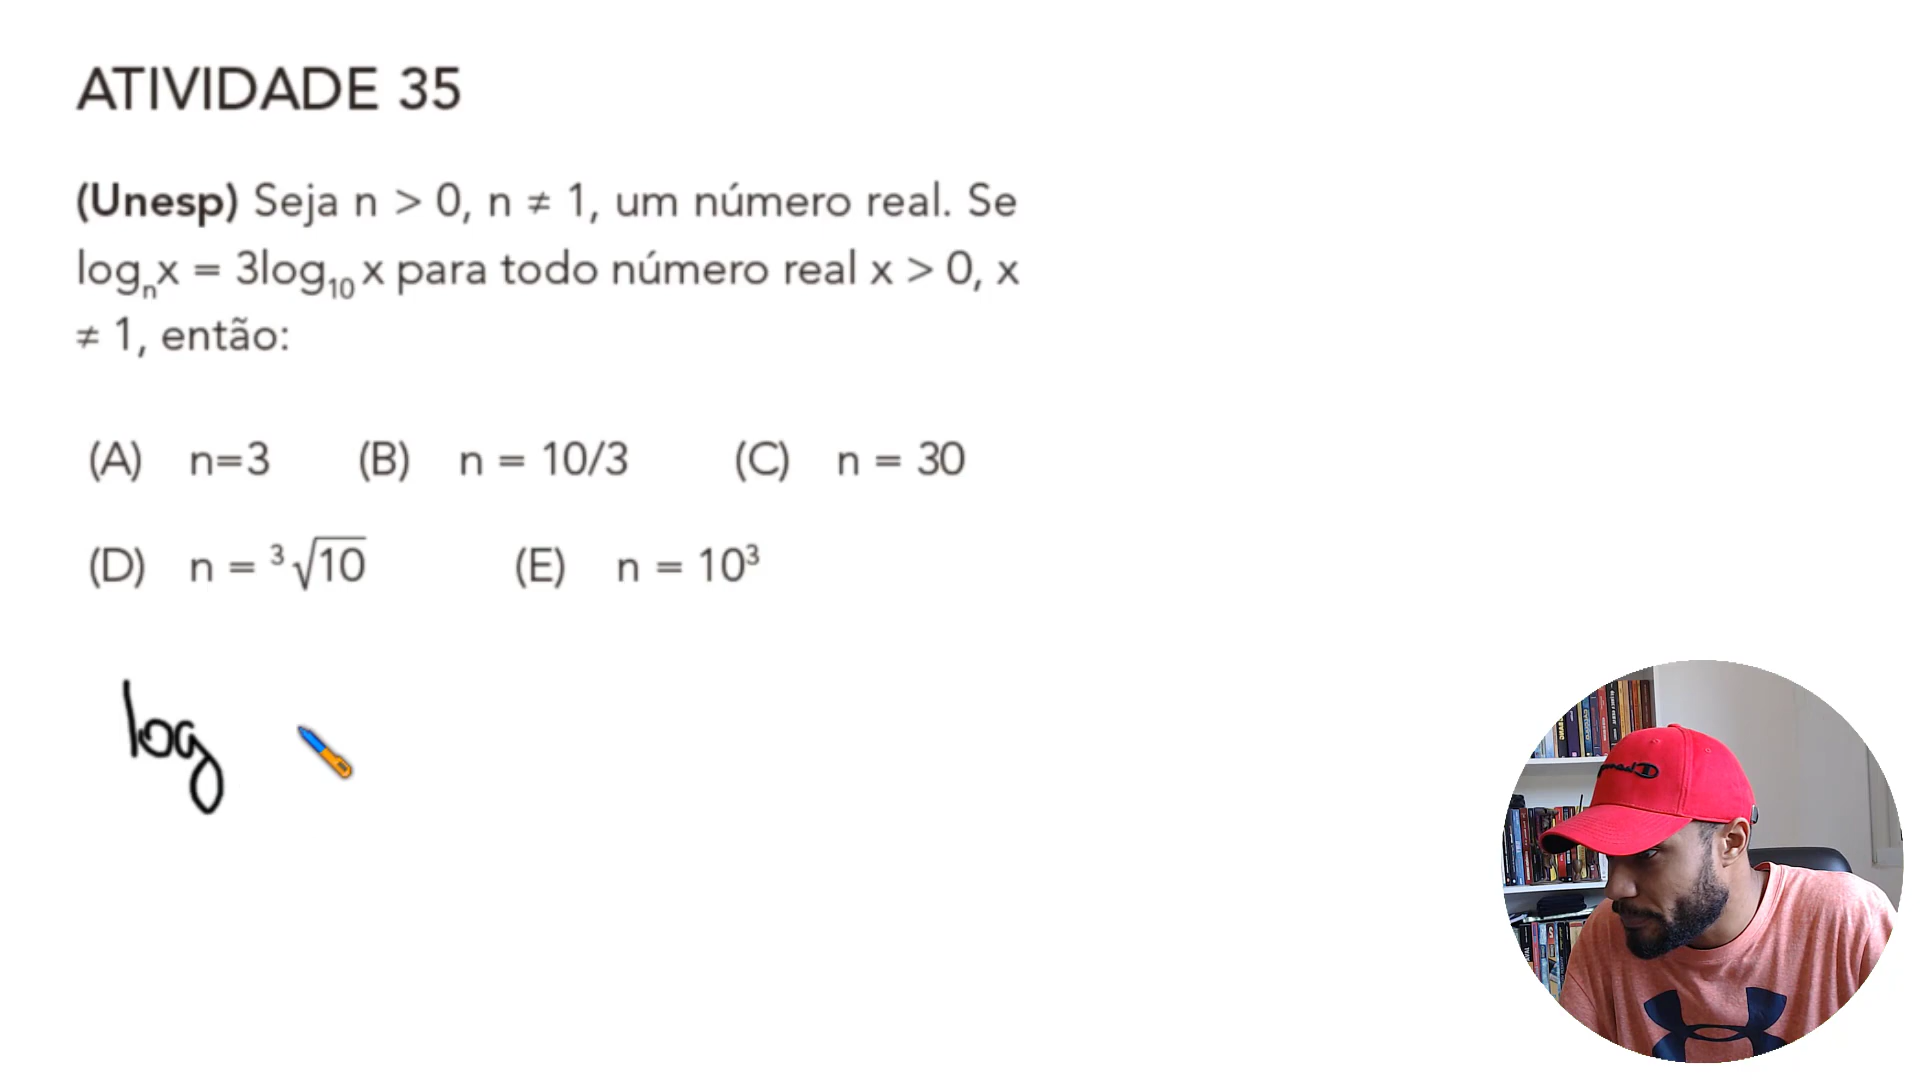 ATIVIDADE 35
(Unesp) Seja n > 0, n ≠ 1, um número real. Se
logₙx = 3log₁₀x para todo número real x > 0, x
≠ 1, então:
(A) n=3 (B) n = 10/3 (C) n = 30
(D) n = ³√10 (E) n = 10³
log